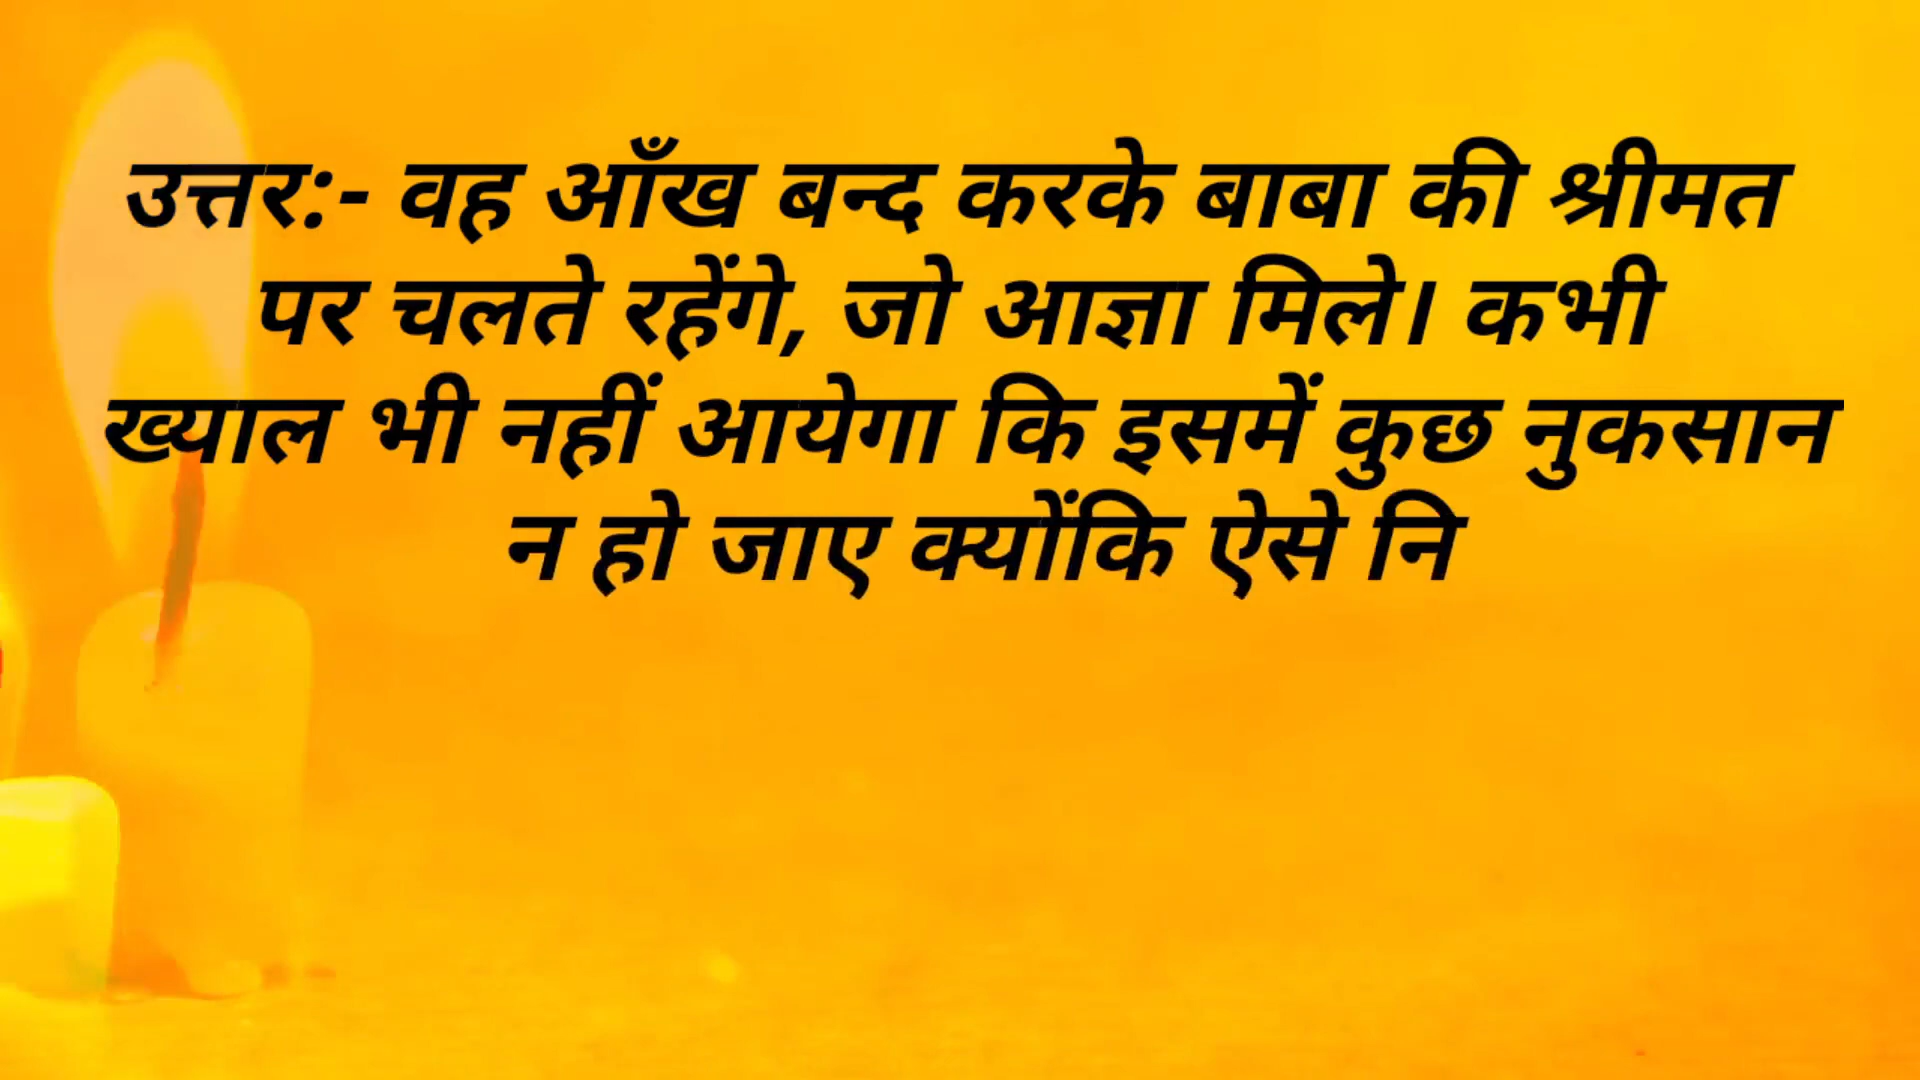 उत्तर:- वह आँख बन्द करके बाबा की श्रीमत
पर चलते रहेंगे, जो आज्ञा मिले। कभी
ख्याल भी नहीं आयेगा कि इसमें कुछ नुकसान
न हो जाए क्योंकि ऐसे नि